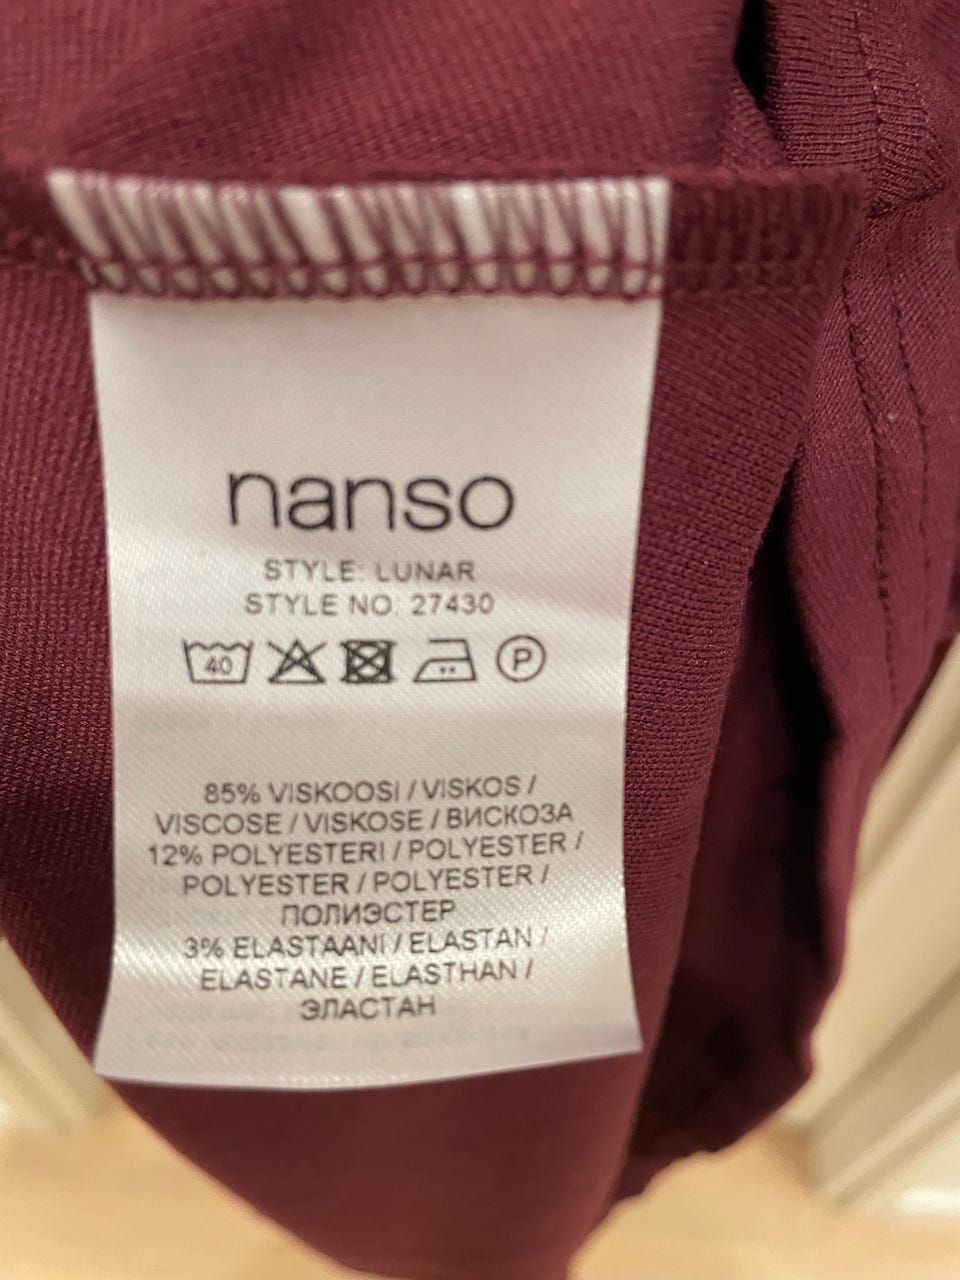 nanso
STYLE: LUNAR
STYLE NO: 27430
40 P
85% VISKOOSI / VISKOS /
VISCOSE / VISKOSE / ВИСКОЗА
12% POLYESTERI / POLYESTER /
POLYESTER / POLYESTER /
ПОЛИЭСТЕР
3% ELASTAANI / ELASTAN /
ELASTANE / ELASTHAN /
ЭЛАСТАН